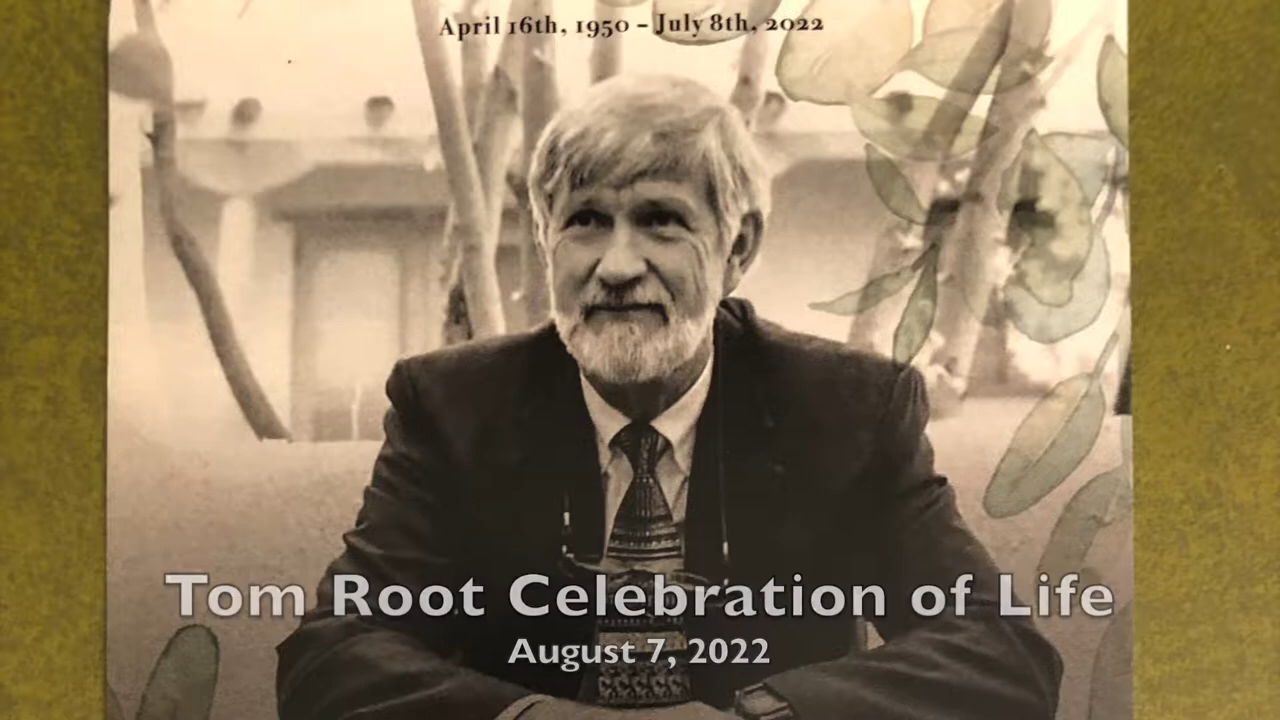 April 16th, 1950 – July 8th, 2022
Tom Root Celebration of Life
August 7, 2022